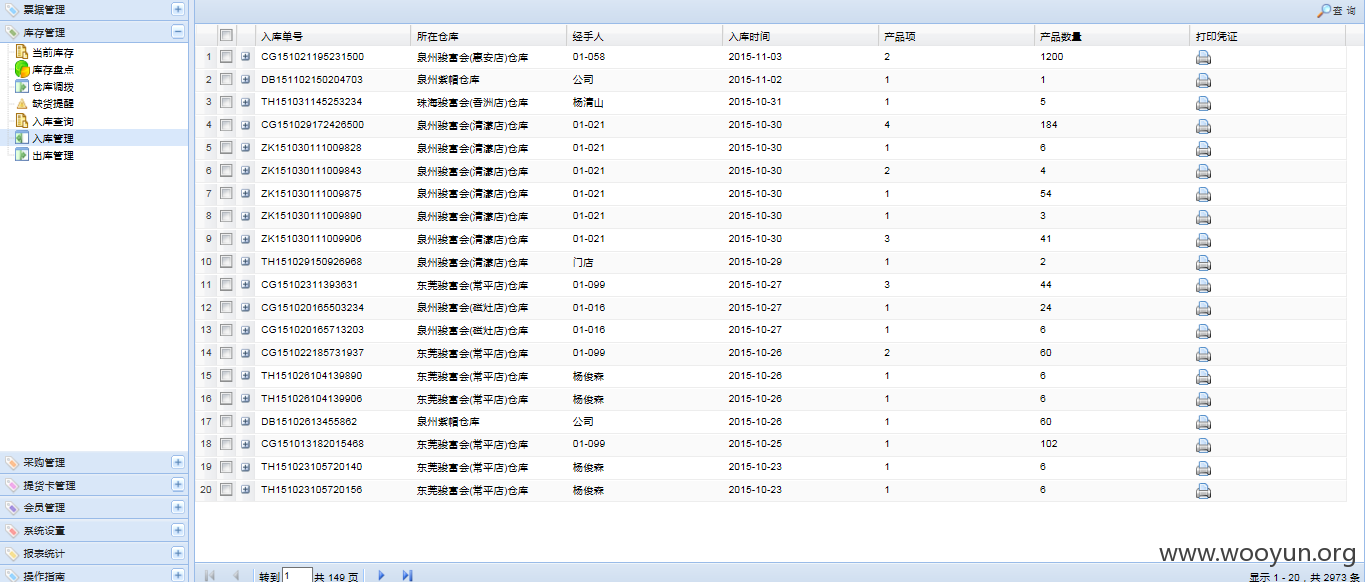 票据管理
查 询
库存管理
当前库存
库存盘点
仓库调拨
缺货提醒
入库查询
入库管理
出库管理
采购管理
提货卡管理
会员管理
系统设置
报表统计
操作指南
入库单号 所在仓库 经手人 入库时间 产品项 产品数量 打印凭证
1 CG151021195231500 泉州骏富会(惠安店)仓库 01-058 2015-11-03 2 1200
2 DB151102150204703 泉州紫帽仓库 公司 2015-11-02 1 1
3 TH151031145253234 珠海骏富会(香洲店)仓库 杨清山 2015-10-31 1 5
4 CG151029172426500 泉州骏富会(清濛店)仓库 01-021 2015-10-30 4 184
5 ZK151030111009828 泉州骏富会(清濛店)仓库 01-021 2015-10-30 1 6
6 ZK151030111009843 泉州骏富会(清濛店)仓库 01-021 2015-10-30 2 4
7 ZK151030111009875 泉州骏富会(清濛店)仓库 01-021 2015-10-30 1 54
8 ZK151030111009890 泉州骏富会(清濛店)仓库 01-021 2015-10-30 1 3
9 ZK151030111009906 泉州骏富会(清濛店)仓库 01-021 2015-10-30 3 41
10 TH151029150926968 泉州骏富会(清濛店)仓库 门店 2015-10-29 1 2
11 CG15102311393631 东莞骏富会(常平店)仓库 01-099 2015-10-27 3 44
12 CG151020165503234 泉州骏富会(磁灶店)仓库 01-016 2015-10-27 1 24
13 CG151020165713203 泉州骏富会(磁灶店)仓库 01-016 2015-10-27 1 6
14 CG151022185731937 东莞骏富会(常平店)仓库 01-099 2015-10-26 2 60
15 TH151026104139890 东莞骏富会(常平店)仓库 杨俊森 2015-10-26 1 6
16 TH151026104139906 东莞骏富会(常平店)仓库 杨俊森 2015-10-26 1 6
17 DB15102613455862 泉州紫帽仓库 公司 2015-10-26 1 60
18 CG151013182015468 东莞骏富会(常平店)仓库 01-099 2015-10-25 1 102
19 TH151023105720140 东莞骏富会(常平店)仓库 杨俊森 2015-10-23 1 6
20 TH151023105720156 东莞骏富会(常平店)仓库 杨俊森 2015-10-23 1 6
www.wooyun.org
转到 1 共 149 页
显示 1 - 20，共 2973 条